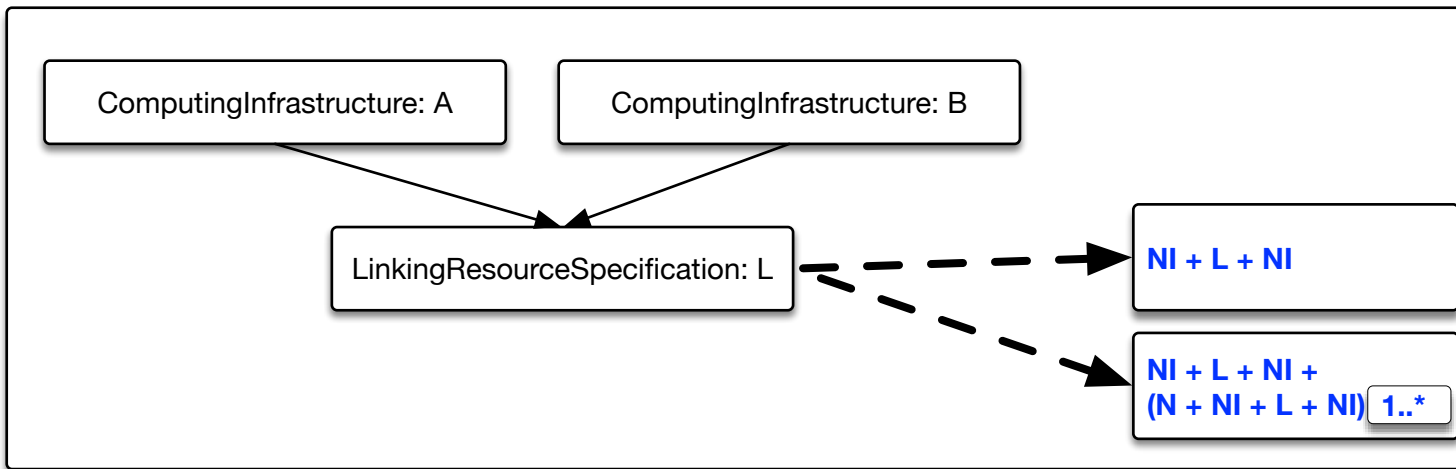 ComputingInfrastructure: A
ComputingInfrastructure: B
LinkingResourceSpecification: L
NI + L + NI
NI + L + NI +
(N + NI + L + NI) 1..*